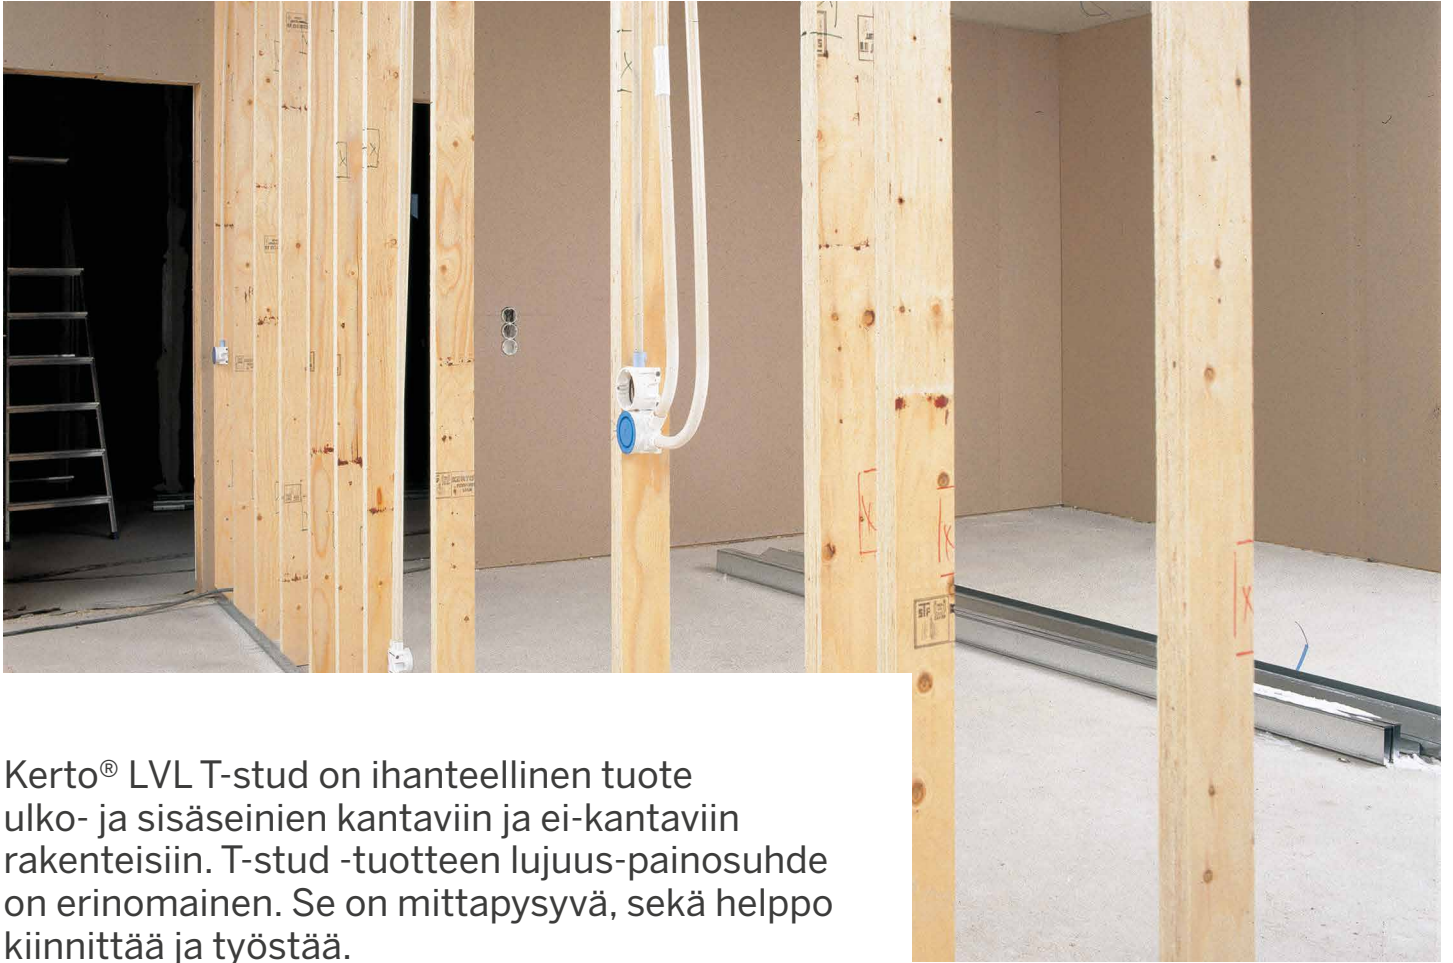 Kerto® LVL T-stud on ihanteellinen tuote
ulko- ja sisäseinien kantaviin ja ei-kantaviin
rakenteisiin. T-stud -tuotteen lujuus-painosuhde
on erinomainen. Se on mittapysyvä, sekä helppo
kiinnittää ja työstää.